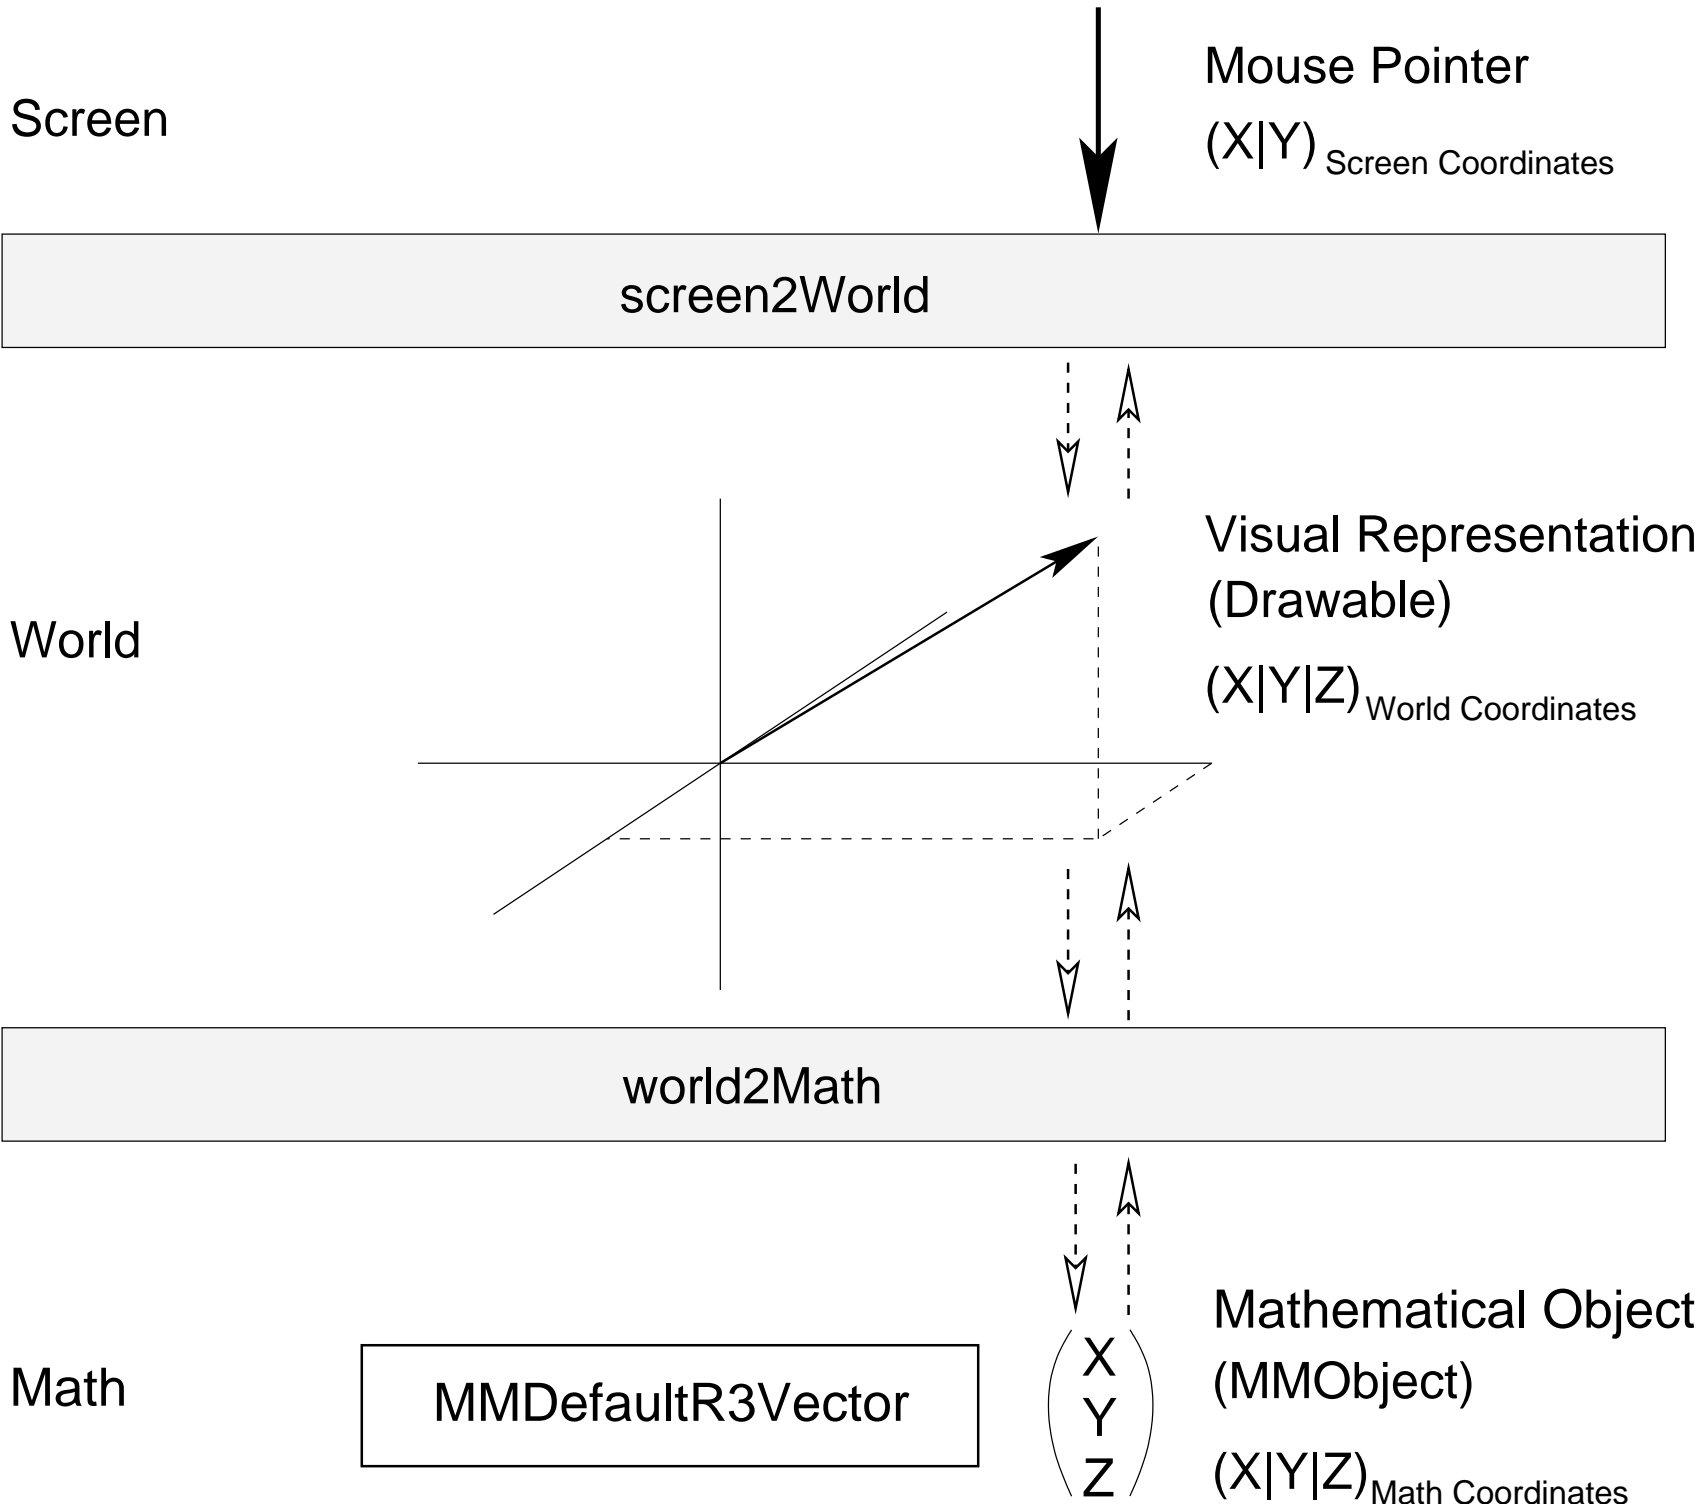 Mouse Pointer
Screen
(X|Y) Screen Coordinates
screen2World
Visual Representation
(Drawable)
World
(X|Y|Z) World Coordinates
world2Math
Mathematical Object
(MMObject)
Math
MMDefaultR3Vector
X
Y
Z
(X|Y|Z) Math Coordinates